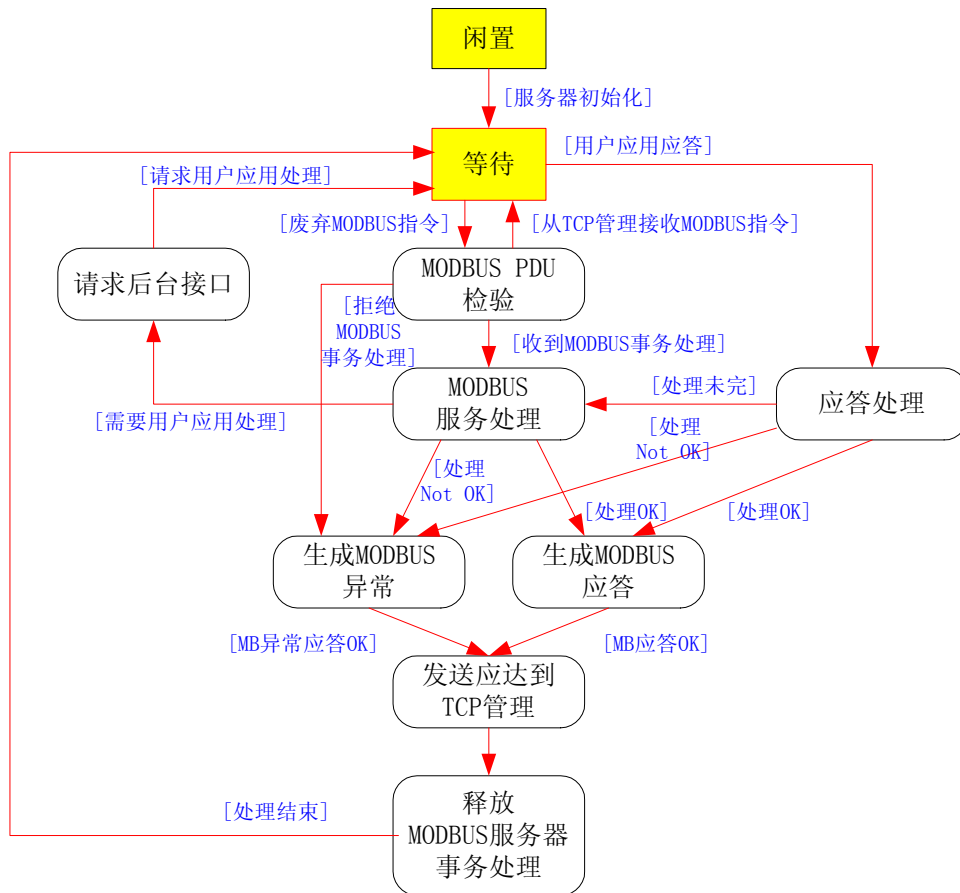 闲置
[服务器初始化]
等待
[用户应用应答]
[请求用户应用处理]
[废弃MODBUS指令]
[从TCP管理接收MODBUS指令]
请求后台接口
MODBUS PDU
检验
[拒绝
MODBUS
事务处理]
[收到MODBUS事务处理]
MODBUS
服务处理
[处理未完]
应答处理
[需要用户应用处理]
[处理
Not OK]
[处理
Not OK]
[处理OK]
[处理OK]
生成MODBUS
异常
生成MODBUS
应答
[MB异常应答OK]
[MB应答OK]
发送应达到
TCP管理
[处理结束]
释放
MODBUS服务器
事务处理